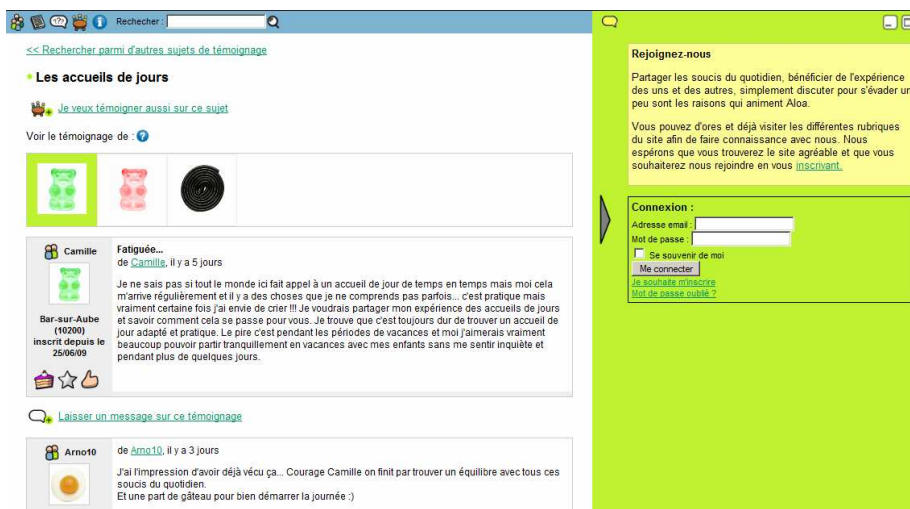 Rechecher :
<< Rechercher parmi d'autres sujets de témoignage
Les accueils de jours
Je veux témoigner aussi sur ce sujet
Voir le témoignage de :
Camille
Bar-sur-Aube
(10200)
inscrit depuis le
25/06/09
Fatiguée...
de Camille, il y a 5 jours
Je ne sais pas si tout le monde ici fait appel à un accueil de jour de temps en temps mais moi cela
m'arrive régulièrement et il y a des choses que je ne comprends pas parfois... c'est pratique mais
vraiment certaine fois j'ai envie de crier !!! Je voudrais partager mon expérience des accueils de jours
et savoir comment cela se passe pour vous. Je trouve que c'est toujours dur de trouver un accueil de
jour adapté et pratique. Le pire c'est pendant les périodes de vacances et moi j'aimerais vraiment
beaucoup pouvoir partir tranquillement en vacances avec mes enfants sans me sentir inquiète et
pendant plus de quelques jours.
Laisser un message sur ce témoignage
Arno10
de Arno10, il y a 3 jours
J'ai l'impression d'avoir déjà vécu ça... Courage Camille on finit par trouver un équilibre avec tous ces
soucis du quotidien.
Et une part de gâteau pour bien démarrer la journée :)
Rejoignez-nous
Partager les soucis du quotidien, bénéficier de l'expérience
des uns et des autres, simplement discuter pour s'évader un
peu sont les raisons qui animent Aloa.
Vous pouvez d'ores et déjà visiter les différentes rubriques
du site afin de faire connaissance avec nous. Nous
espérons que vous trouverez le site agréable et que vous
souhaiterez nous rejoindre en vous inscrivant.
Connexion :
Adresse email :
Mot de passe :
Se souvenir de moi
Me connecter
Je souhaite m'inscrire
Mot de passe oublié ?